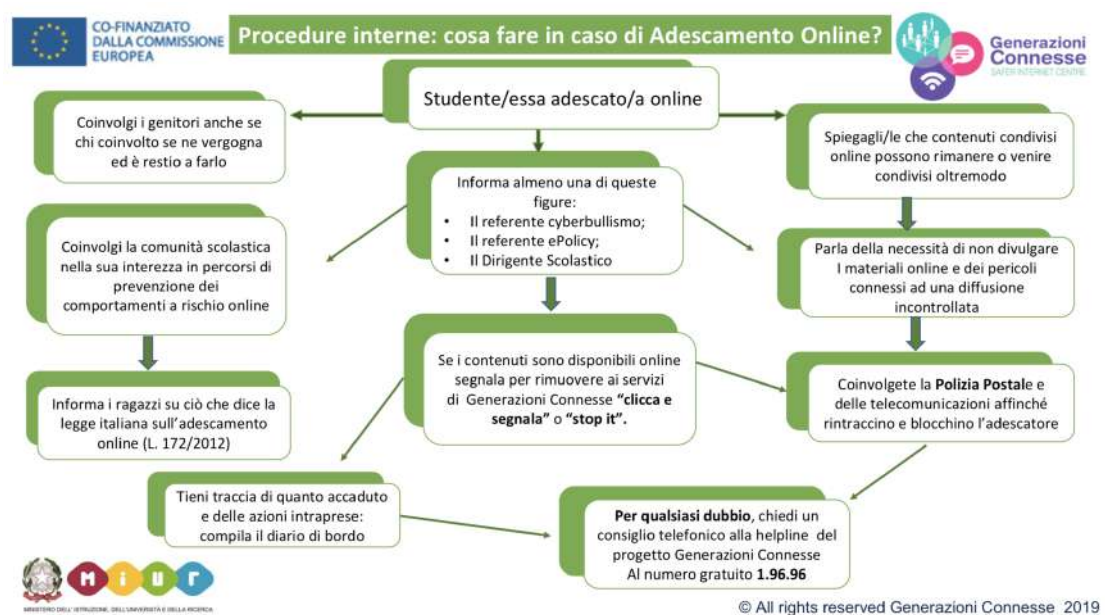 CO-FINANZIATO
DALLA COMMISSIONE
EUROPEA
Procedure interne: cosa fare in caso di Adescamento Online?
Generazioni
Connesse
SAFER INTERNET CENTRE
Studente/essa adescato/a online
Coinvolgi i genitori anche se
chi coinvolto se ne vergogna
ed è restio a farlo
Spiegagli/le che contenuti condivisi
online possono rimanere o venire
condivisi oltremodo
Informa almeno una di queste
figure:
• Il referente cyberbullismo;
• Il referente ePolicy;
• Il Dirigente Scolastico
Coinvolgi la comunità scolastica
nella sua interezza in percorsi di
prevenzione dei
comportamenti a rischio online
Parla della necessità di non divulgare
I materiali online e dei pericoli
connessi ad una diffusione
incontrollata
Se i contenuti sono disponibili online
segnala per rimuovere ai servizi
di Generazioni Connesse “clicca e
segnala” o “stop it”.
Informa i ragazzi su ciò che dice la
legge italiana sull’adescamento
online (L. 172/2012)
Coinvolgete la Polizia Postale e
delle telecomunicazioni affinché
rintraccino e blocchino l’adescatore
Tieni traccia di quanto accaduto
e delle azioni intraprese:
compila il diario di bordo
Per qualsiasi dubbio, chiedi un
consiglio telefonico alla helpline del
progetto Generazioni Connesse
Al numero gratuito 1.96.96
MiUr
MINISTERO DELL'ISTRUZIONE, DELL'UNIVERSITÀ E DELLA RICERCA
© All rights reserved Generazioni Connesse 2019